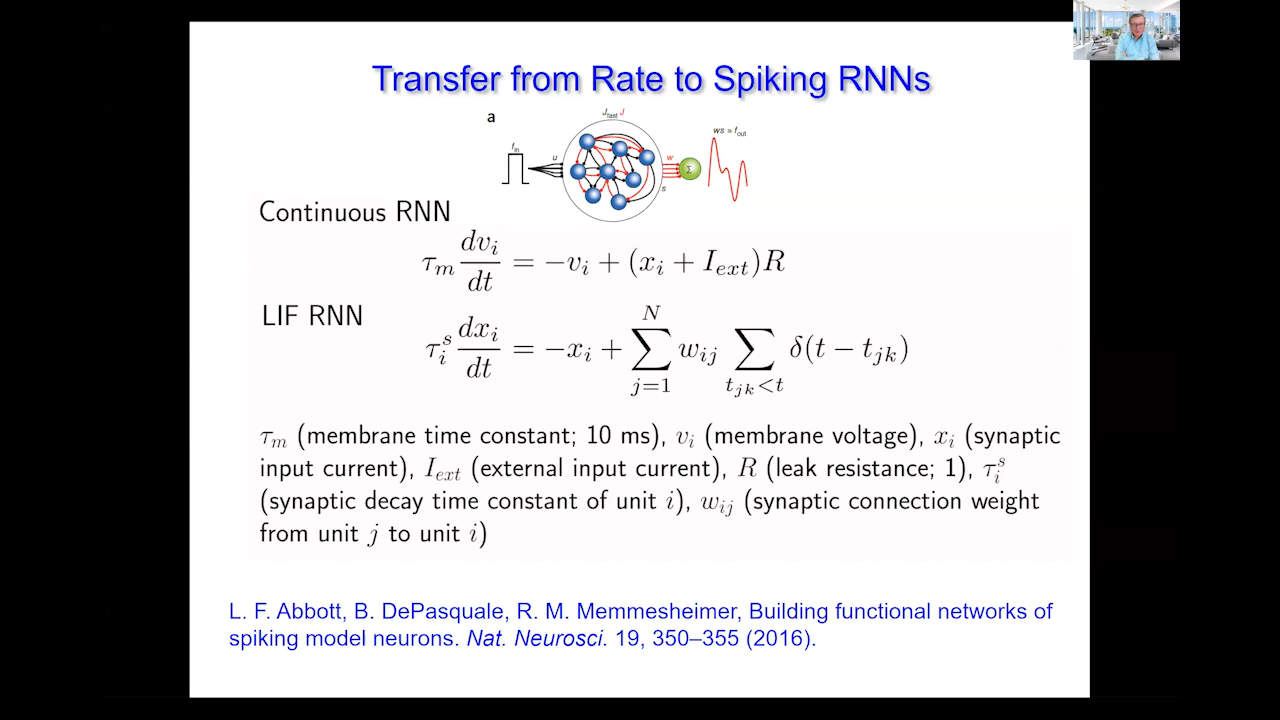 Transfer from Rate to Spiking RNNs
a
J_fast J
f_in
u
w
s
Σ
ws ≈ f_out
Continuous RNN
τ_m dv_i/dt = −v_i + (x_i + I_ext)R
LIF RNN
τ_i^s dx_i/dt = −x_i + ∑_{j=1}^{N} w_ij ∑_{t_jk<t} δ(t − t_jk)
τ_m (membrane time constant; 10 ms), v_i (membrane voltage), x_i (synaptic
input current), I_ext (external input current), R (leak resistance; 1), τ_i^s
(synaptic decay time constant of unit i), w_ij (synaptic connection weight
from unit j to unit i)
L. F. Abbott, B. DePasquale, R. M. Memmesheimer, Building functional networks of
spiking model neurons. Nat. Neurosci. 19, 350–355 (2016).